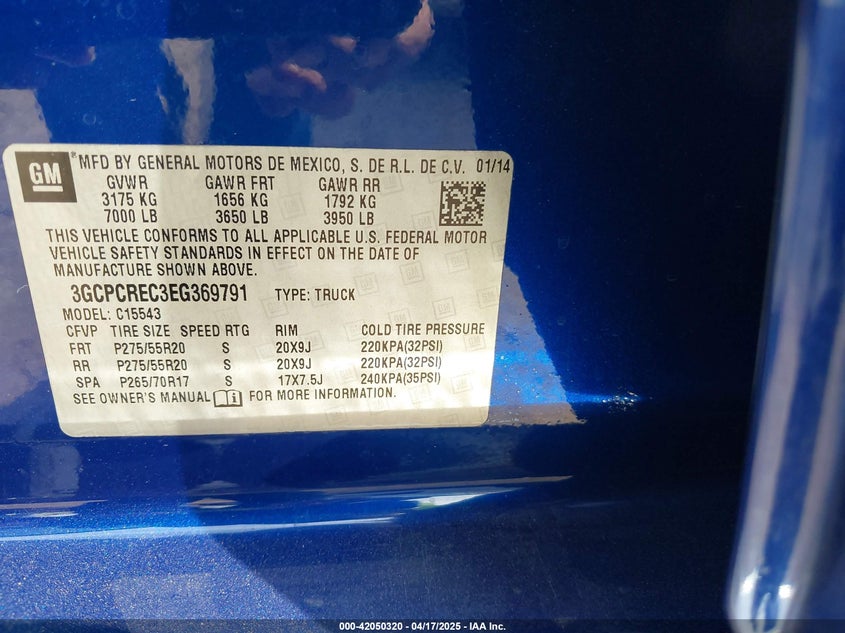 GM ® MFD BY GENERAL MOTORS DE MEXICO, S. DE R.L. DE C.V. 01/14
GVWR GAWR FRT GAWR RR
3175 KG 1656 KG 1792 KG
7000 LB 3650 LB 3950 LB
THIS VEHICLE CONFORMS TO ALL APPLICABLE U.S. FEDERAL MOTOR
VEHICLE SAFETY STANDARDS IN EFFECT ON THE DATE OF
MANUFACTURE SHOWN ABOVE.
3GCPCREC3EG369791 TYPE: TRUCK
MODEL: C15543
CFVP TIRE SIZE SPEED RTG RIM COLD TIRE PRESSURE
FRT P275/55R20 S 20X9J 220KPA(32PSI)
RR P275/55R20 S 20X9J 220KPA(32PSI)
SPA P265/70R17 S 17X7.5J 240KPA(35PSI)
SEE OWNER'S MANUAL FOR MORE INFORMATION.
000-42050320 - 04/17/2025 - IAA Inc.